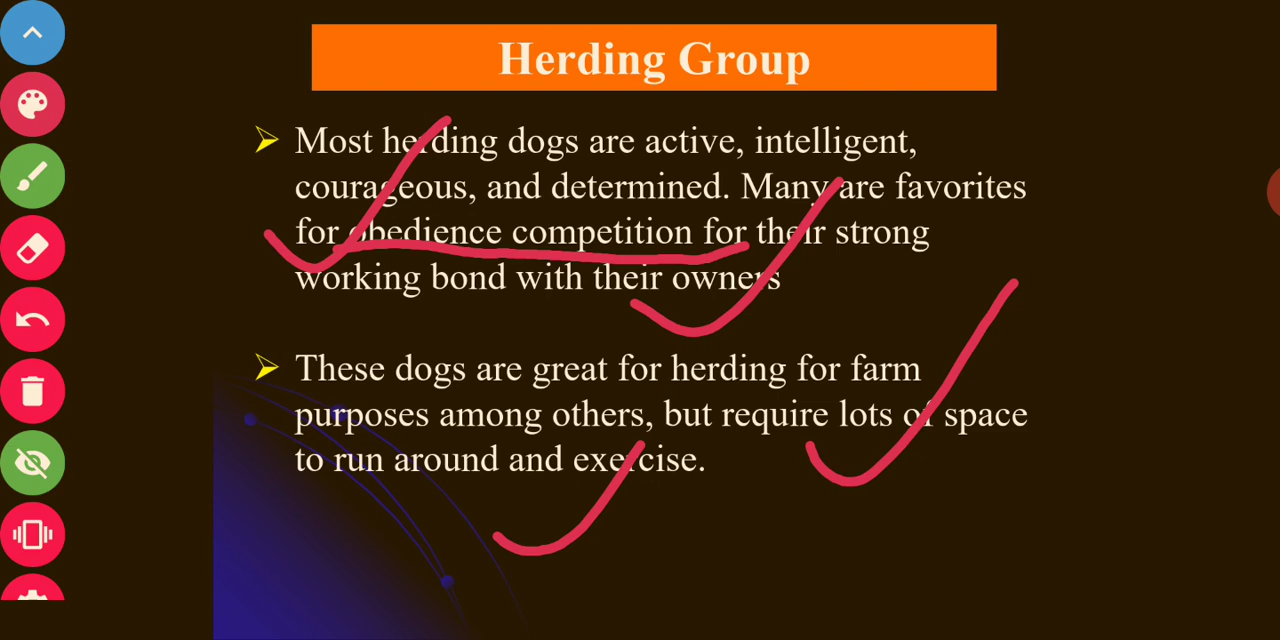 Herding Group
Most herding dogs are active, intelligent,
courageous, and determined. Many are favorites
for obedience competition for their strong
working bond with their owners
These dogs are great for herding for farm
purposes among others, but require lots of space
to run around and exercise.